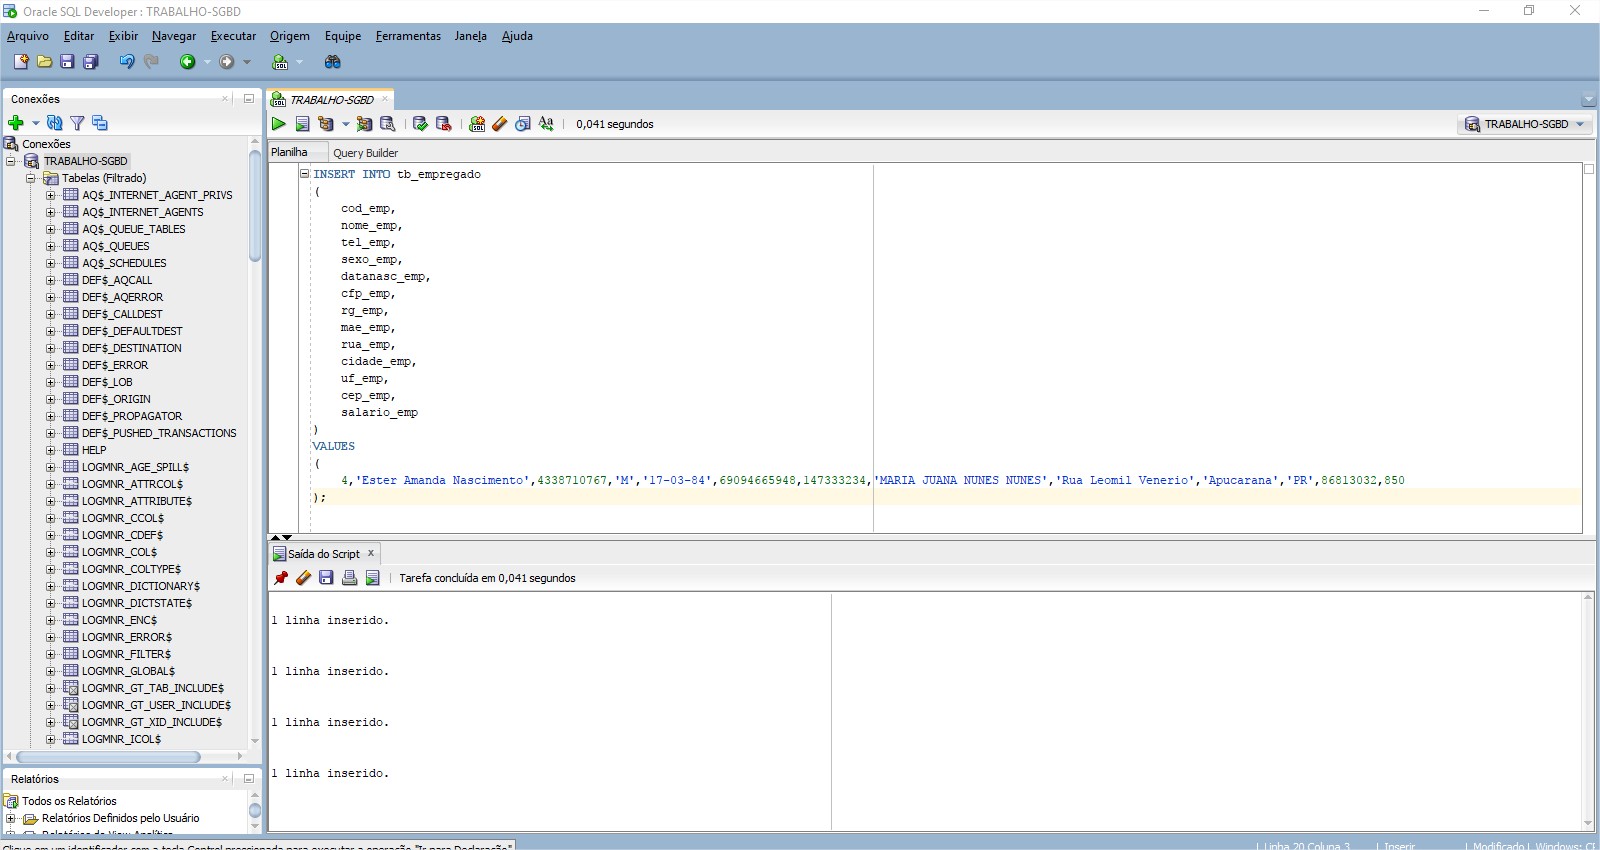 Oracle SQL Developer : TRABALHO-SGBD
Arquivo Editar Exibir Navegar Executar Origem Equipe Ferramentas Janela Ajuda
Conexões
Conexões
TRABALHO-SGBD
Tabelas (Filtrado)
AQ$_INTERNET_AGENT_PRIVS
AQ$_INTERNET_AGENTS
AQ$_QUEUE_TABLES
AQ$_QUEUES
AQ$_SCHEDULES
DEF$_AQCALL
DEF$_AQERROR
DEF$_CALLDEST
DEF$_DEFAULTDEST
DEF$_DESTINATION
DEF$_ERROR
DEF$_LOB
DEF$_ORIGIN
DEF$_PROPAGATOR
DEF$_PUSHED_TRANSACTIONS
HELP
LOGMNR_AGE_SPILL$
LOGMNR_ATTRCOL$
LOGMNR_ATTRIBUTE$
LOGMNR_CCOL$
LOGMNR_CDEF$
LOGMNR_COL$
LOGMNR_COLTYPE$
LOGMNR_DICTIONARY$
LOGMNR_DICTSTATE$
LOGMNR_ENC$
LOGMNR_ERROR$
LOGMNR_FILTER$
LOGMNR_GLOBAL$
LOGMNR_GT_TAB_INCLUDE$
LOGMNR_GT_USER_INCLUDE$
LOGMNR_GT_XID_INCLUDE$
LOGMNR_ICOL$
Relatórios
Todos os Relatórios
Relatórios Definidos pelo Usuário
TRABALHO-SGBD
0,041 segundos
TRABALHO-SGBD
Planilha Query Builder
INSERT INTO tb_empregado
(
cod_emp,
nome_emp,
tel_emp,
sexo_emp,
datanasc_emp,
cfp_emp,
rg_emp,
mae_emp,
rua_emp,
cidade_emp,
uf_emp,
cep_emp,
salario_emp
)
VALUES
(
4,'Ester Amanda Nascimento',4338710767,'M','17-03-84',69094665948,147333234,'MARIA JUANA NUNES NUNES','Rua Leomil Venerio','Apucarana','PR',86813032,850
);
Saída do Script
Tarefa concluída em 0,041 segundos
1 linha inserido.
1 linha inserido.
1 linha inserido.
1 linha inserido.
Clique em um identificador com a tecla Control pressionada para executar a operação "Ir para Declaração"
Linha 20 Coluna 3 Inserir Modificado Windows: